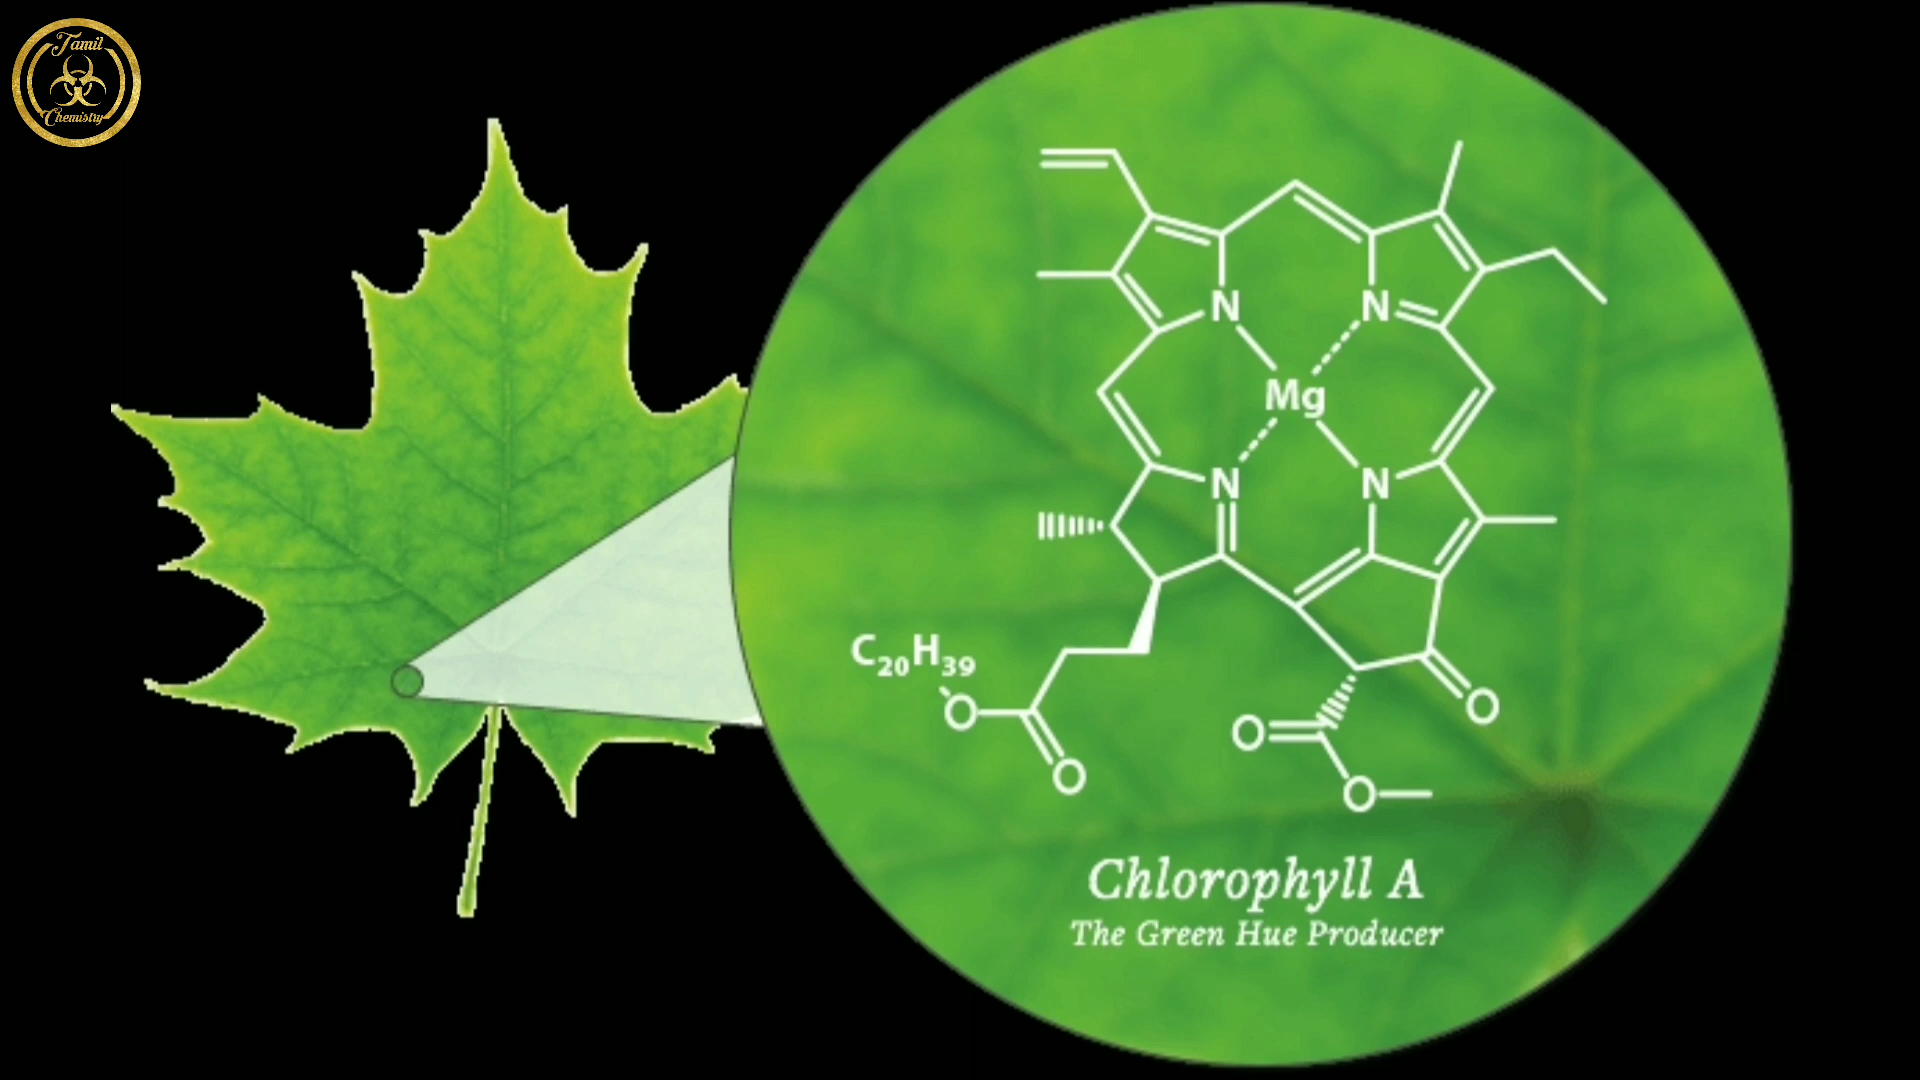 Tamil
Chemistry
N
N
Mg
N
N
C₂₀H₃₉
O
O
O
O
O
Chlorophyll A
The Green Hue Producer